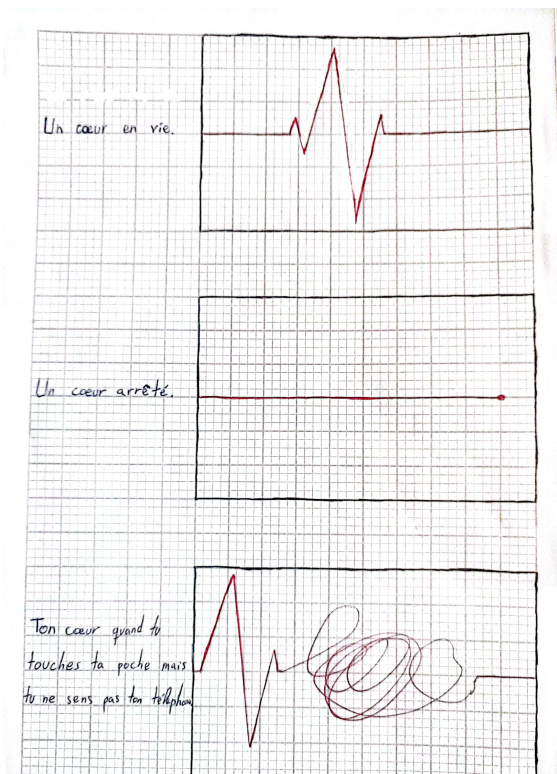 Un cœur en vie.
Un cœur arrêté.
Ton cœur quand tu
touches ta poche mais
tu ne sens pas ton téléphone